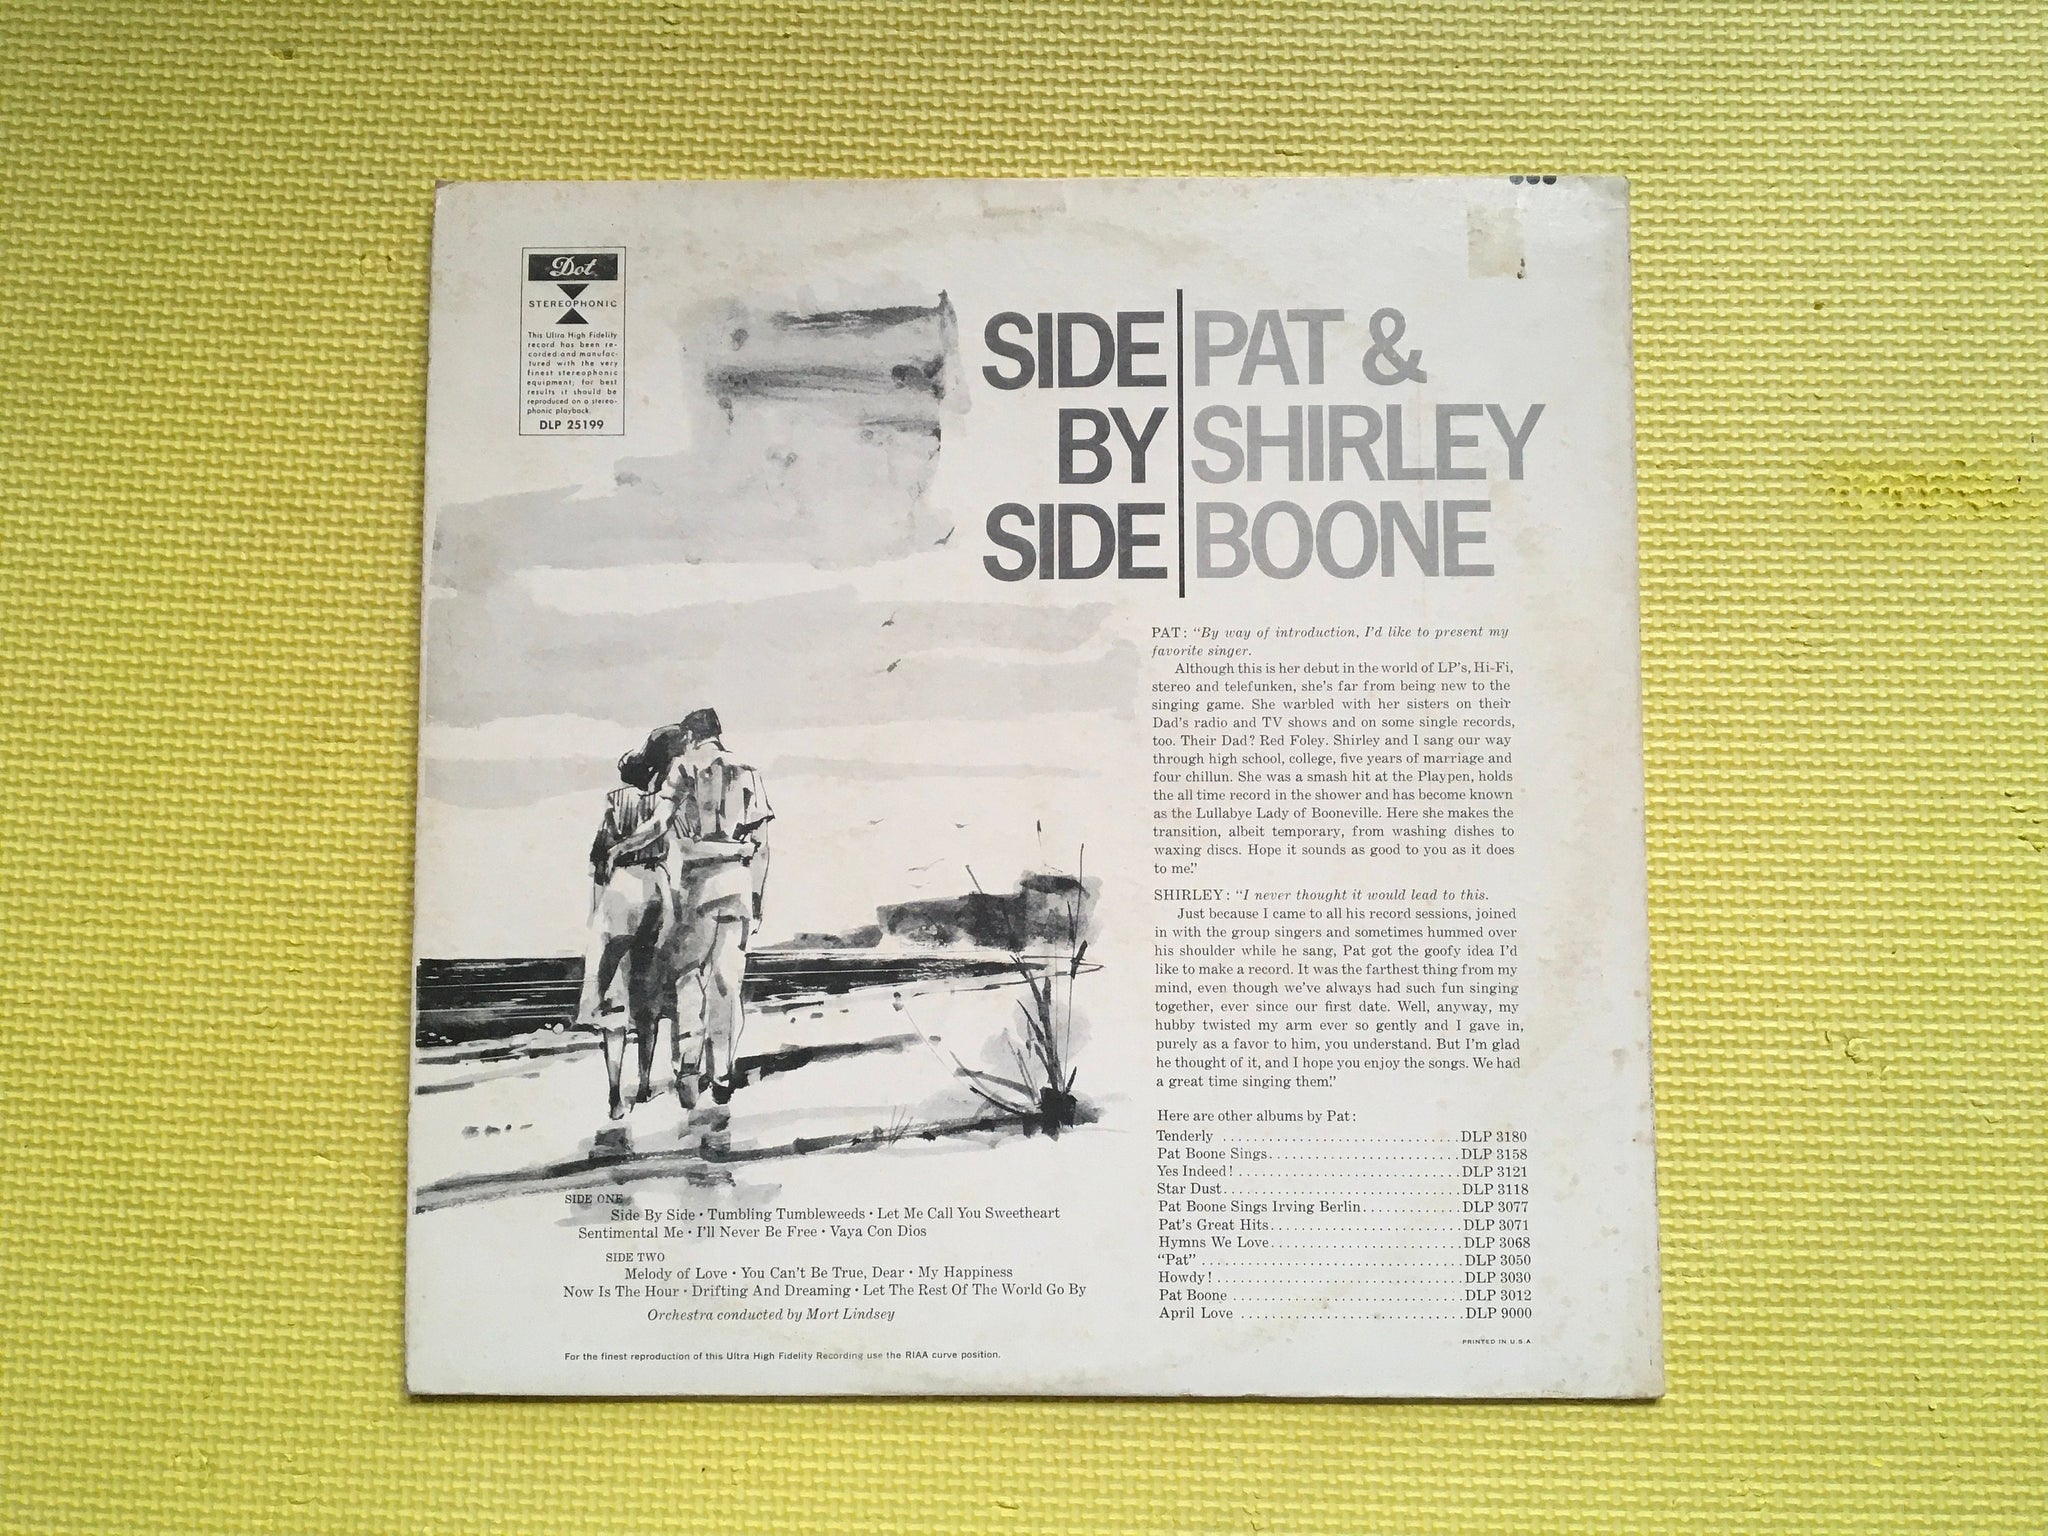 Dot
STEREOPHONIC
This Ultra High Fidelity
record has been re-
corded and manufac-
tured with the very
finest stereophonic
equipment; for best
results it should be
reproduced on a stereo-
phonic playback.
DLP 25199
SIDE BY SIDE
PAT & SHIRLEY BOONE
PAT: “By way of introduction, I’d like to present my
favorite singer.
Although this is her debut in the world of LP’s, Hi-Fi,
stereo and telefunken, she’s far from being new to the
singing game. She warbled with her sisters on their
Dad’s radio and TV shows and on some single records,
too. Their Dad? Red Foley. Shirley and I sang our way
through high school, college, five years of marriage and
four chillun. She was a smash hit at the Playpen, holds
the all time record in the shower and has become known
as the Lullabye Lady of Booneville. Here she makes the
transition, albeit temporary, from washing dishes to
waxing discs. Hope it sounds as good to you as it does
to me.”
SHIRLEY: “I never thought it would lead to this.
Just because I came to all his record sessions, joined
in with the group singers and sometimes hummed over
his shoulder while he sang, Pat got the goofy idea I’d
like to make a record. It was the farthest thing from my
mind, even though we’ve always had such fun singing
together, ever since our first date. Well, anyway, my
hubby twisted my arm ever so gently and I gave in,
purely as a favor to him, you understand. But I’m glad
he thought of it, and I hope you enjoy the songs. We had
a great time singing them.”
Here are other albums by Pat:
Tenderly ..............................DLP 3180
Pat Boone Sings.........................DLP 3158
Yes Indeed! .............................DLP 3121
Star Dust...............................DLP 3118
Pat Boone Sings Irving Berlin.............DLP 3077
Pat’s Great Hits.........................DLP 3071
Hymns We Love.........................DLP 3068
“Pat” ..................................DLP 3050
Howdy! ................................DLP 3030
Pat Boone ..............................DLP 3012
April Love .............................DLP 9000
PRINTED IN U.S.A.
SIDE ONE
Side By Side • Tumbling Tumbleweeds • Let Me Call You Sweetheart
Sentimental Me • I’ll Never Be Free • Vaya Con Dios
SIDE TWO
Melody of Love • You Can’t Be True, Dear • My Happiness
Now Is The Hour • Drifting And Dreaming • Let The Rest Of The World Go By
Orchestra conducted by Mort Lindsey
For the finest reproduction of this Ultra High Fidelity Recording use the RIAA curve position.